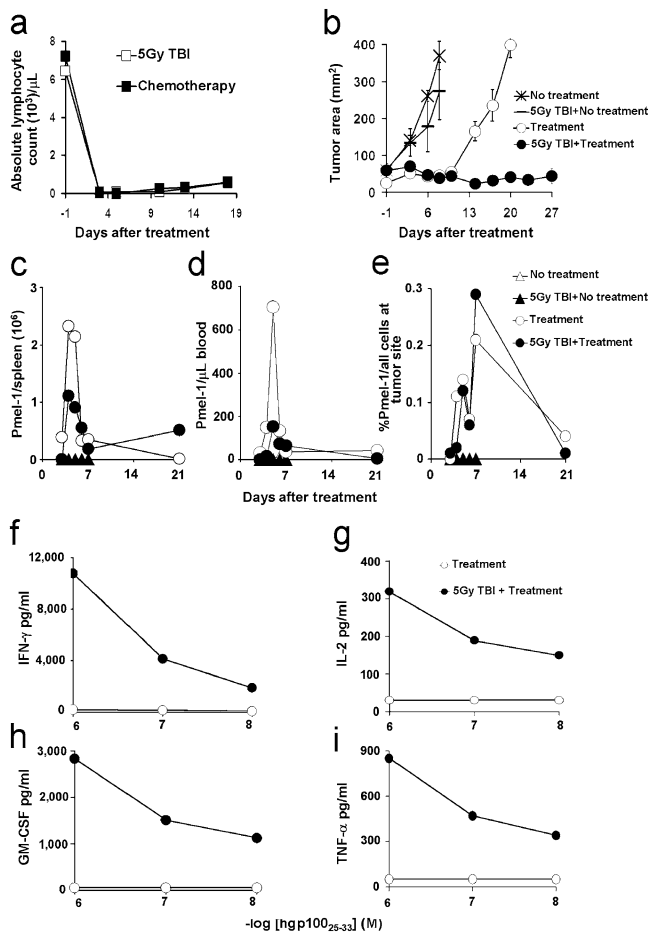 a
Absolute lymphocyte
count (10³)/µL
8
6
4
2
0
-1 4 9 14 19
Days after treatment
5Gy TBI
Chemotherapy
b
Tumor area (mm²)
400
300
200
100
0
-1 6 13 20 27
Days after treatment
No treatment
5Gy TBI+No treatment
Treatment
5Gy TBI+Treatment
c
Pmel-1/spleen (10⁶)
3
2
1
0
0 7 14 21
d
Pmel-1/µL blood
800
600
400
200
0
0 7 14 21
Days after treatment
e
%Pmel-1/all cells at
tumor site
0.3
0.2
0.1
0
0 7 14 21
No treatment
5Gy TBI+No treatment
Treatment
5Gy TBI+Treatment
f
IFN-γ pg/ml
12,000
8,000
4,000
0
6 7 8
g
IL-2 pg/ml
400
300
200
100
0
6 7 8
Treatment
5Gy TBI + Treatment
h
GM-CSF pg/ml
3,000
2,000
1,000
0
6 7 8
i
TNF-α pg/ml
900
600
300
0
6 7 8
-log [hgp100₂₅₋₃₃] (M)